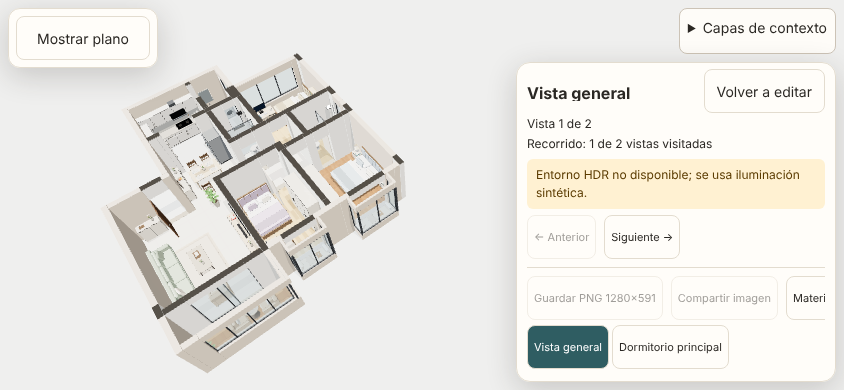 Mostrar plano
▶ Capas de contexto
Vista general
Volver a editar
Vista 1 de 2
Recorrido: 1 de 2 vistas visitadas
Entorno HDR no disponible; se usa iluminación
sintética.
← Anterior
Siguiente →
Guardar PNG 1280×591
Compartir imagen
Materi
Vista general
Dormitorio principal